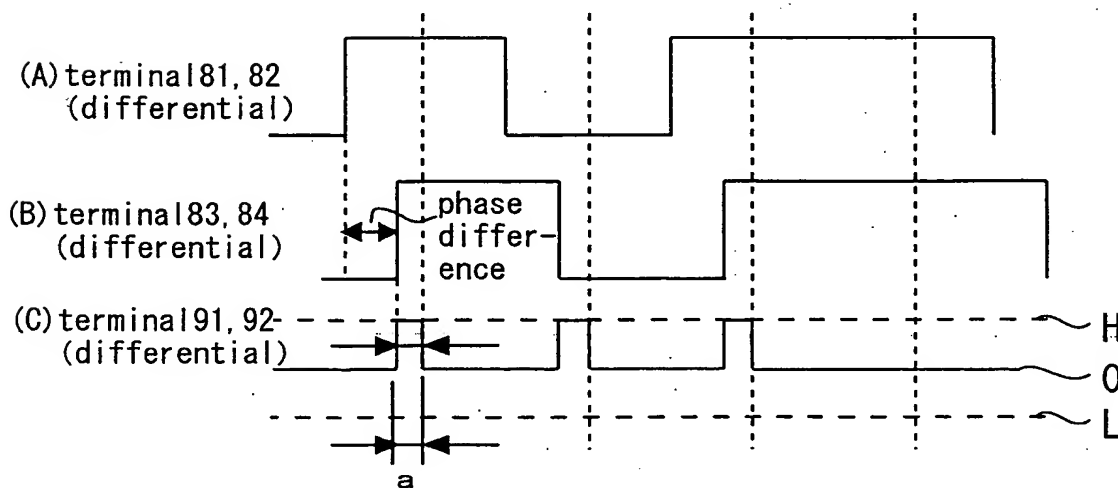 (A)terminal81,82
(differential)
(B)terminal83,84
(differential)
phase
differ-
ence
(C)terminal91,92
(differential)
H
0
L
a